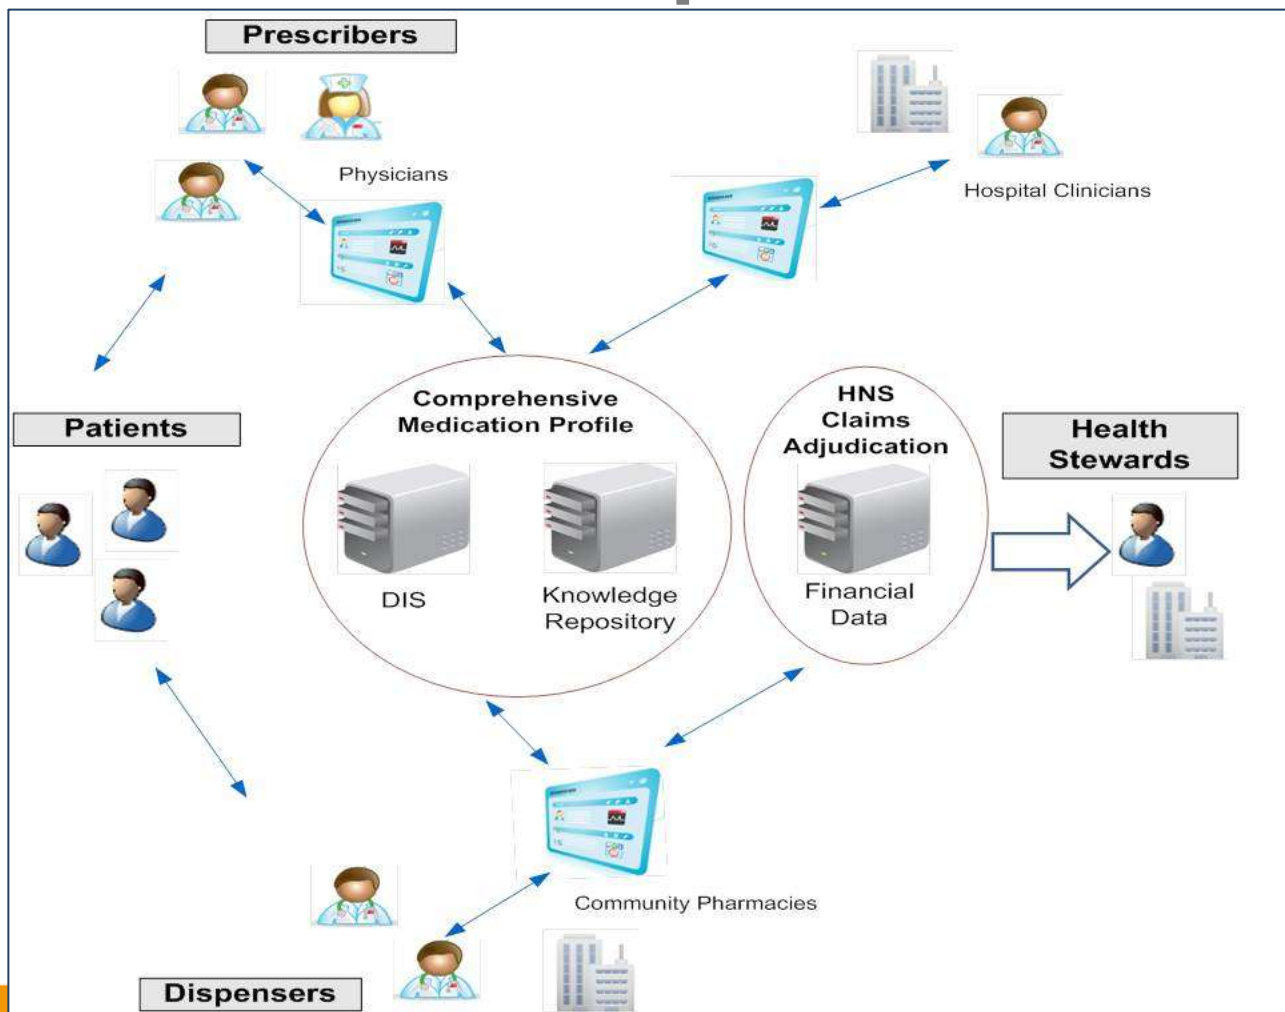 Prescribers
Physicians
Hospital Clinicians
Comprehensive
Medication Profile
HNS
Claims
Adjudication
Patients
Health
Stewards
DIS
Knowledge
Repository
Financial
Data
Community Pharmacies
Dispensers